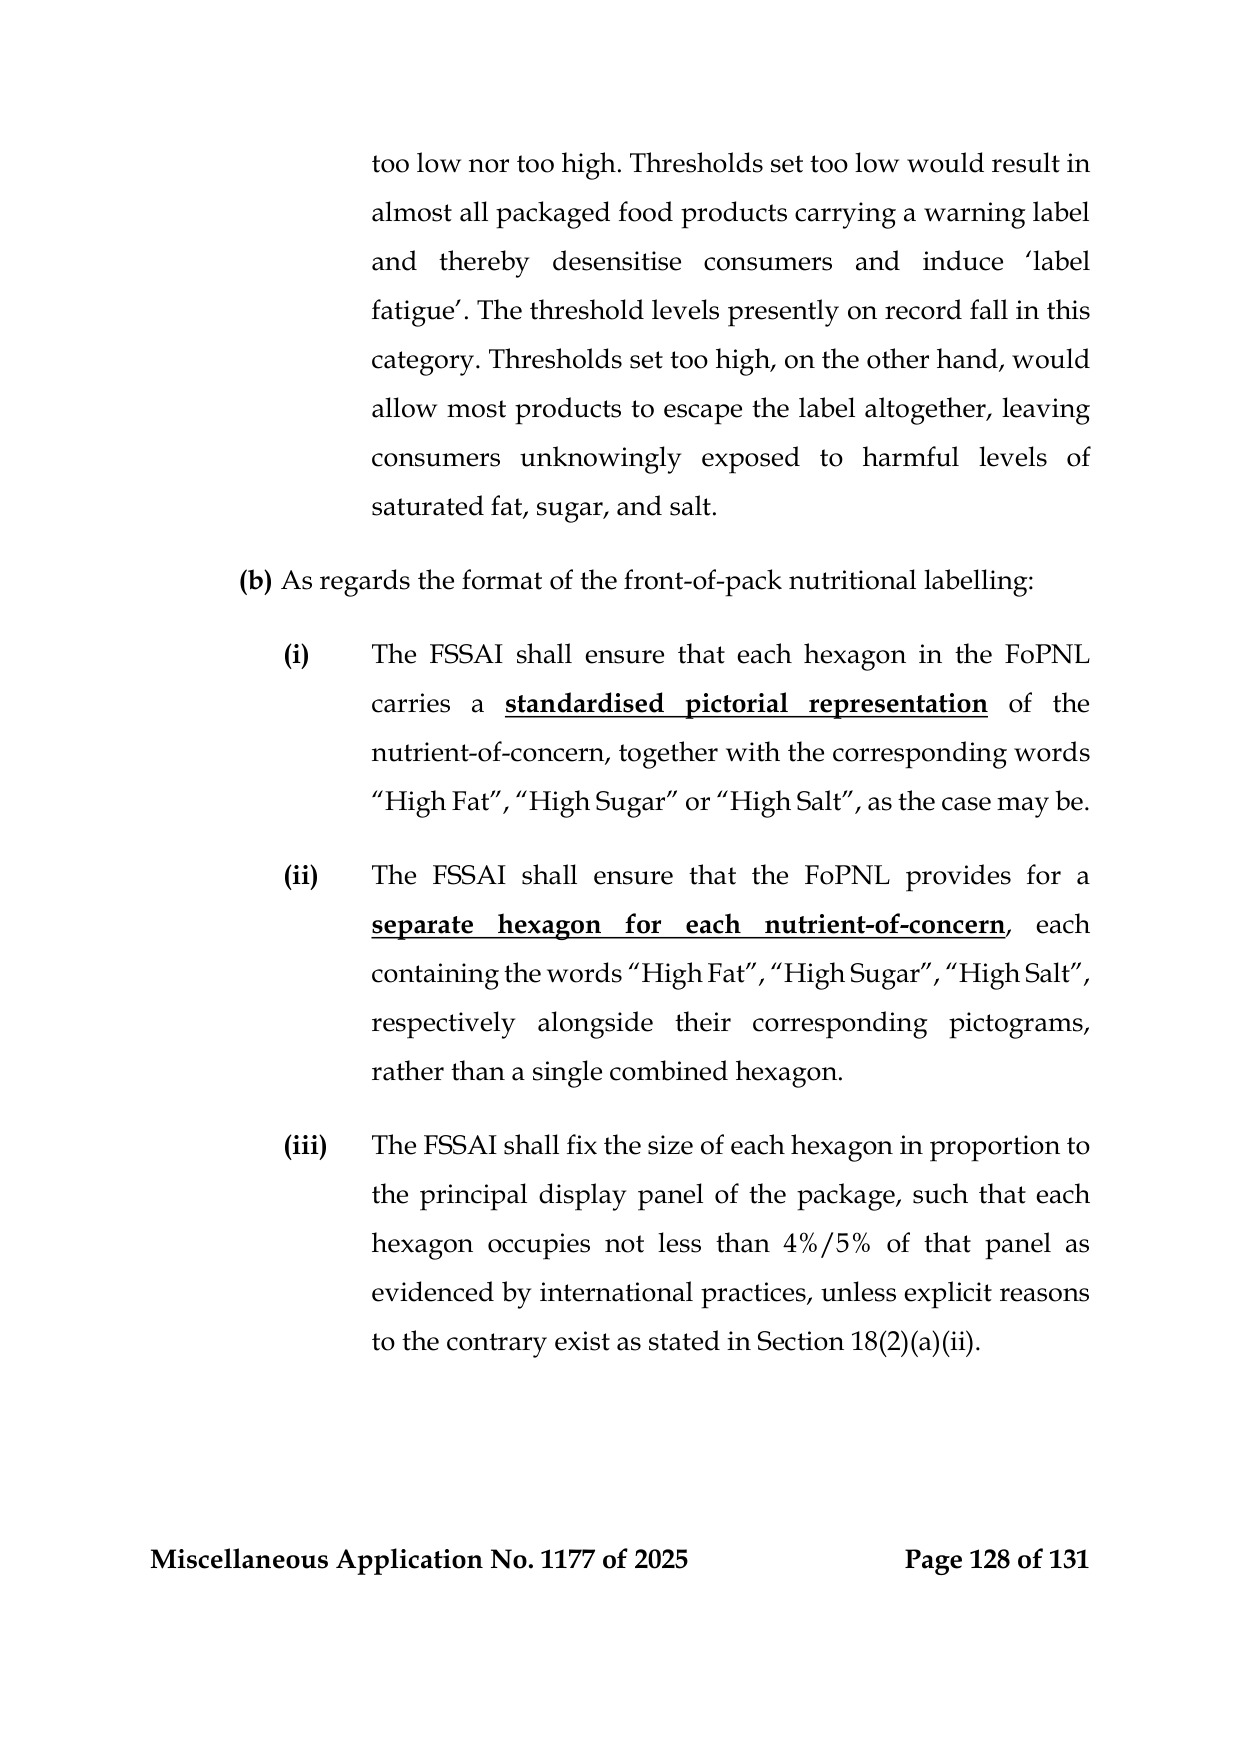 too low nor too high. Thresholds set too low would result in
almost all packaged food products carrying a warning label
and thereby desensitise consumers and induce ‘label
fatigue’. The threshold levels presently on record fall in this
category. Thresholds set too high, on the other hand, would
allow most products to escape the label altogether, leaving
consumers unknowingly exposed to harmful levels of
saturated fat, sugar, and salt.
(b) As regards the format of the front-of-pack nutritional labelling:
(i) The FSSAI shall ensure that each hexagon in the FoPNL
carries a standardised pictorial representation of the
nutrient-of-concern, together with the corresponding words
“High Fat”, “High Sugar” or “High Salt”, as the case may be.
(ii) The FSSAI shall ensure that the FoPNL provides for a
separate hexagon for each nutrient-of-concern, each
containing the words “High Fat”, “High Sugar”, “High Salt”,
respectively alongside their corresponding pictograms,
rather than a single combined hexagon.
(iii) The FSSAI shall fix the size of each hexagon in proportion to
the principal display panel of the package, such that each
hexagon occupies not less than 4%/5% of that panel as
evidenced by international practices, unless explicit reasons
to the contrary exist as stated in Section 18(2)(a)(ii).
Miscellaneous Application No. 1177 of 2025 Page 128 of 131